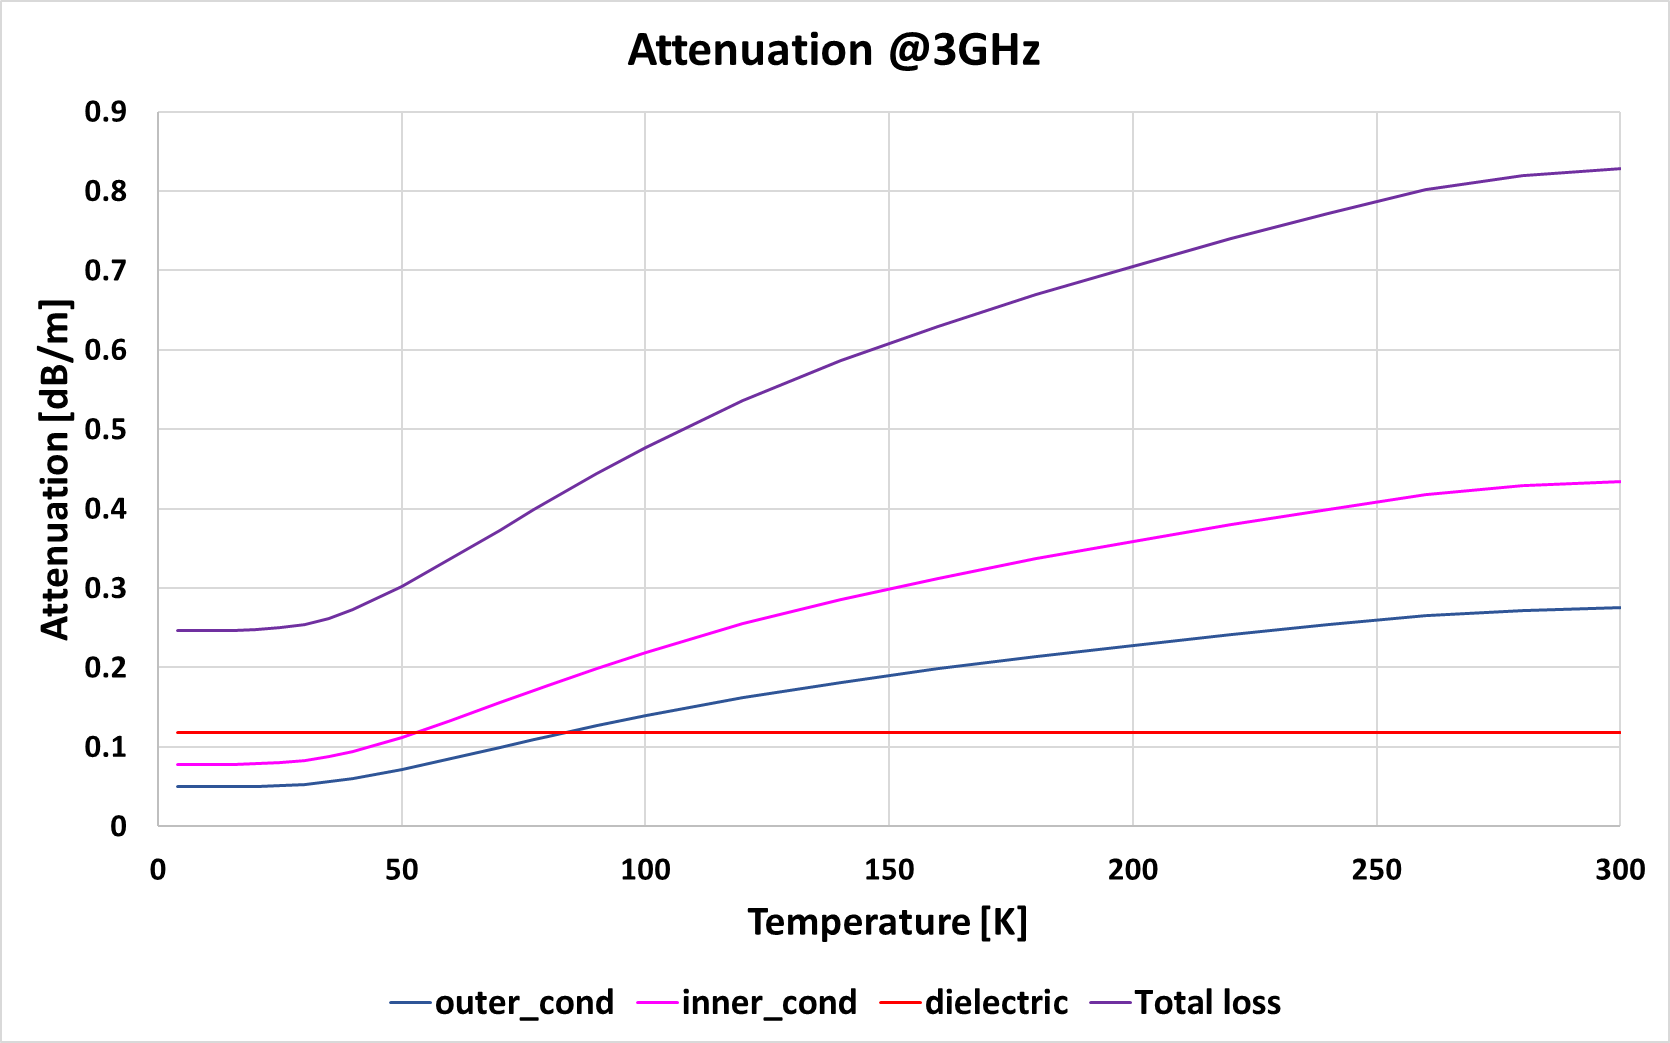 Attenuation @3GHz
Attenuation [dB/m]
0.9
0.8
0.7
0.6
0.5
0.4
0.3
0.2
0.1
0
0 50 100 150 200 250 300
Temperature [K]
outer_cond inner_cond dielectric Total loss